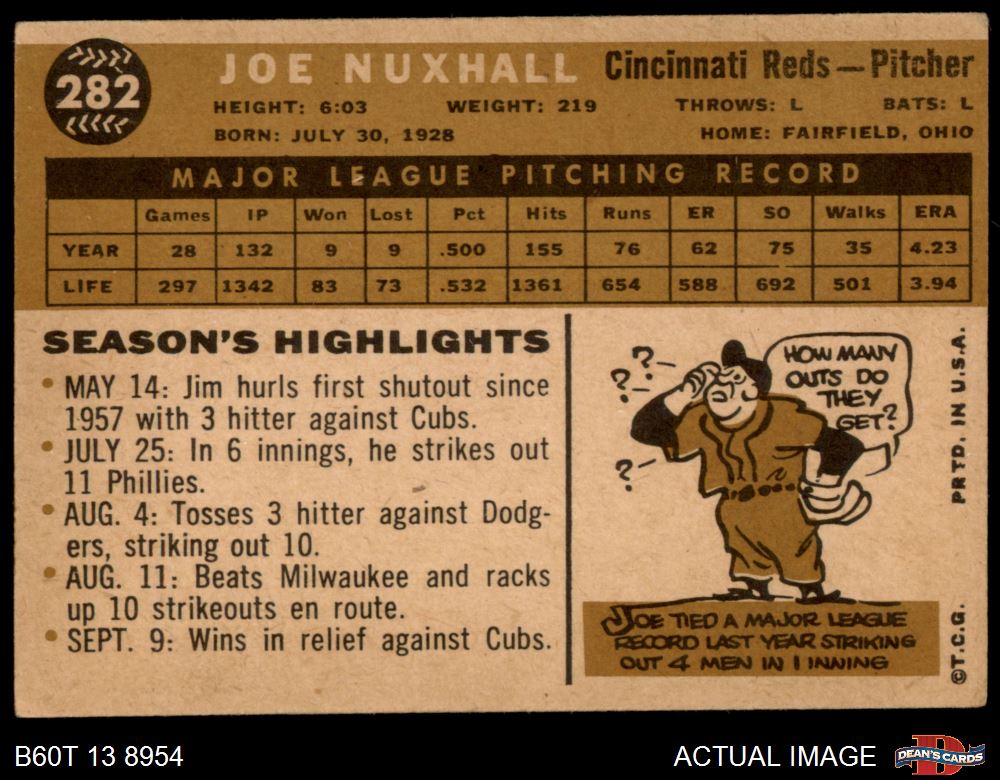 282
JOE NUXHALL Cincinnati Reds—Pitcher
HEIGHT: 6:03 WEIGHT: 219 THROWS: L BATS: L
BORN: JULY 30, 1928 HOME: FAIRFIELD, OHIO
MAJOR LEAGUE PITCHING RECORD
Games IP Won Lost Pct Hits Runs ER SO Walks ERA
YEAR 28 132 9 9 .500 155 76 62 75 35 4.23
LIFE 297 1342 83 73 .532 1361 654 588 692 501 3.94
SEASON'S HIGHLIGHTS
• MAY 14: Jim hurls first shutout since
1957 with 3 hitter against Cubs.
• JULY 25: In 6 innings, he strikes out
11 Phillies.
• AUG. 4: Tosses 3 hitter against Dodg-
ers, striking out 10.
• AUG. 11: Beats Milwaukee and racks
up 10 strikeouts en route.
• SEPT. 9: Wins in relief against Cubs.
? ? ?
HOW MANY
OUTS DO
THEY
GET?
JOE TIED A MAJOR LEAGUE
RECORD LAST YEAR STRIKING
OUT 4 MEN IN 1 INNING
©T.C.G. PRTD. IN U.S.A.
B60T 13 8954
ACTUAL IMAGE
D
DEAN'S CARDS